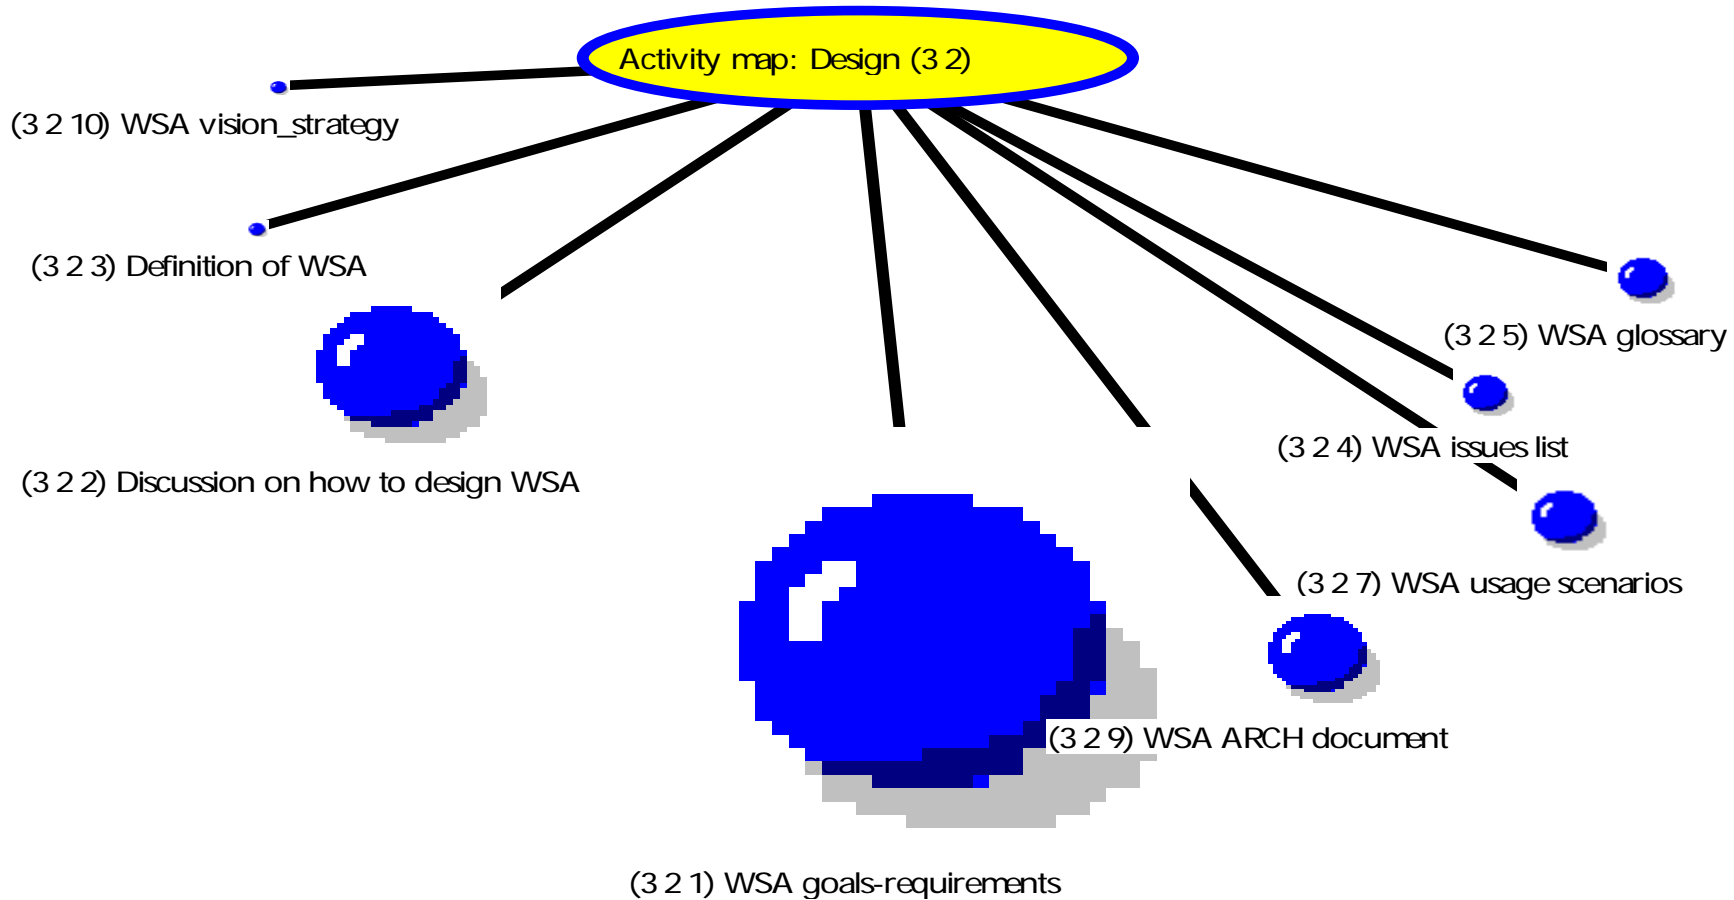 Activity map: Design (3 2)
(3 2 10) WSA vision_strategy
(3 2 3) Definition of WSA
(3 2 5) WSA glossary
(3 2 4) WSA issues list
(3 2 2) Discussion on how to design WSA
(3 2 7) WSA usage scenarios
(3 2 9) WSA ARCH document
(3 2 1) WSA goals-requirements